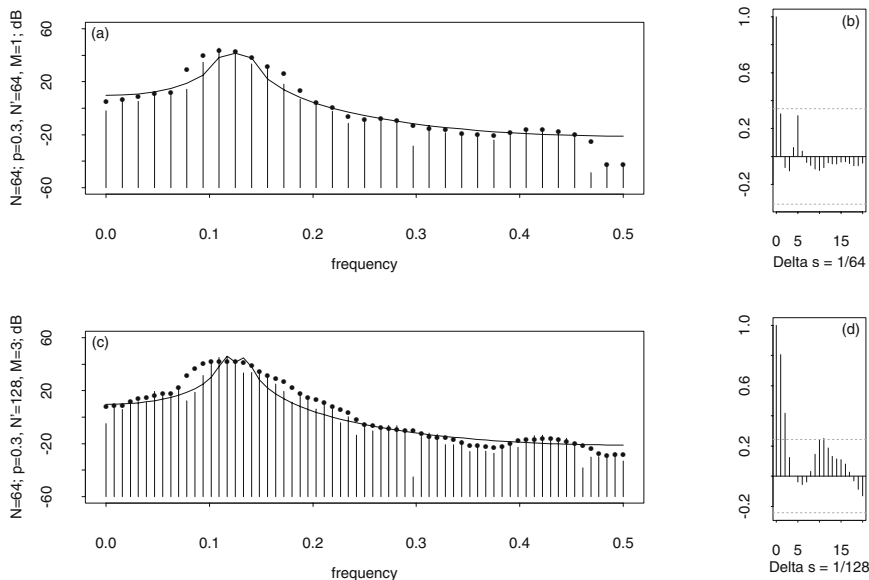 (a)
N=64; p=0.3, N'=64, M=1; dB
60
20
-20
-60
0.0 0.1 0.2 0.3 0.4 0.5
frequency
(b)
1.0
0.6
0.2
-0.2
0 5 15
Delta s = 1/64
(c)
N=64; p=0.3, N'=128, M=3; dB
60
20
-20
-60
0.0 0.1 0.2 0.3 0.4 0.5
frequency
(d)
1.0
0.6
0.2
-0.2
0 5 15
Delta s = 1/128